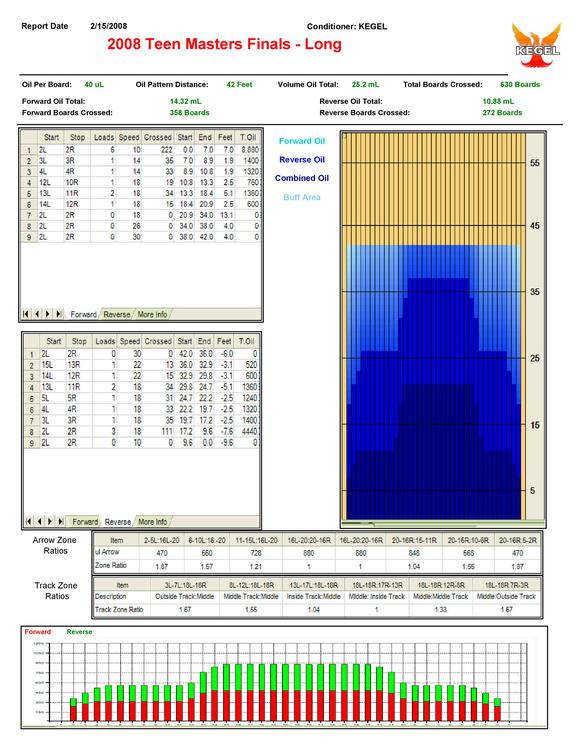 Report Date 2/15/2008 Conditioner: KEGEL
2008 Teen Masters Finals - Long
KEGEL
Oil Per Board: 40 uL Oil Pattern Distance: 42 Feet Volume Oil Total: 25.2 mL Total Boards Crossed: 630 Boards
Forward Oil Total: 14.32 mL Reverse Oil Total: 10.88 mL
Forward Boards Crossed: 358 Boards Reverse Boards Crossed: 272 Boards
Start Stop Loads Speed Crossed Start End Feet T.Oil
1 2L 2R 6 10 222 0.0 7.0 7.0 8,880
2 3L 3R 1 14 35 7.0 8.9 1.9 1400
3 4L 4R 1 14 33 8.9 10.8 1.9 1320
4 12L 10R 1 18 19 10.8 13.3 2.5 760
5 13L 11R 2 18 34 13.3 18.4 5.1 1360
6 14L 12R 1 18 15 18.4 20.9 2.5 600
7 2L 2R 0 18 0 20.9 34.0 13.1 0
8 2L 2R 0 26 0 34.0 38.0 4.0 0
9 2L 2R 0 30 0 38.0 42.0 4.0 0
Forward Reverse More Info
Forward Oil
Reverse Oil
Combined Oil
Buff Area
55
45
35
25
15
5
Start Stop Loads Speed Crossed Start End Feet T.Oil
1 2L 2R 0 30 0 42.0 36.0 -6.0 0
2 15L 13R 1 22 13 36.0 32.9 -3.1 520
3 14L 12R 1 22 15 32.9 29.8 -3.1 600
4 13L 11R 2 18 34 29.8 24.7 -5.1 1360
5 5L 5R 1 18 31 24.7 22.2 -2.5 1240
6 4L 4R 1 18 33 22.2 19.7 -2.5 1320
7 3L 3R 1 18 35 19.7 17.2 -2.5 1400
8 2L 2R 3 18 111 17.2 9.6 -7.6 4440
9 2L 2R 0 10 0 9.6 0.0 -9.6 0
Forward Reverse More Info
Arrow Zone Ratios
Item 2-5L:16L-20 6-10L:16-20 11-15L:16L-20 16L-20:20-16R 16L-20:20-16R 20-16R:15-11R 20-16R:10-6R 20-16R:5-2R
ul Arrow 470 560 728 880 880 848 568 470
Zone Ratio 1.87 1.57 1.21 1 1 1.04 1.55 1.87
Track Zone Ratios
Item 3L-7L:18L-18R 8L-12L:18L-18R 13L-17L:18L-18R 18L-18R:17R-13R 18L-18R:12R-8R 18L-18R:7R-3R
Description Outside Track:Middle Middle Track:Middle Inside Track:Middle Middle: Inside Track Middle:Middle Track Middle:Outside Track
Track Zone Ratio 1.67 1.55 1.04 1 1.33 1.67
Forward Reverse